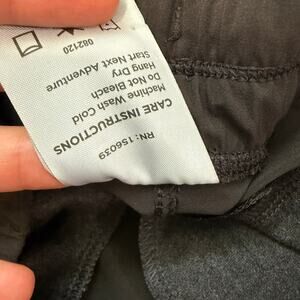 RN: 156039
CARE INSTRUCTIONS
Machine Wash Cold
Do Not Bleach
Hang Dry
Start Next Adventure
082120